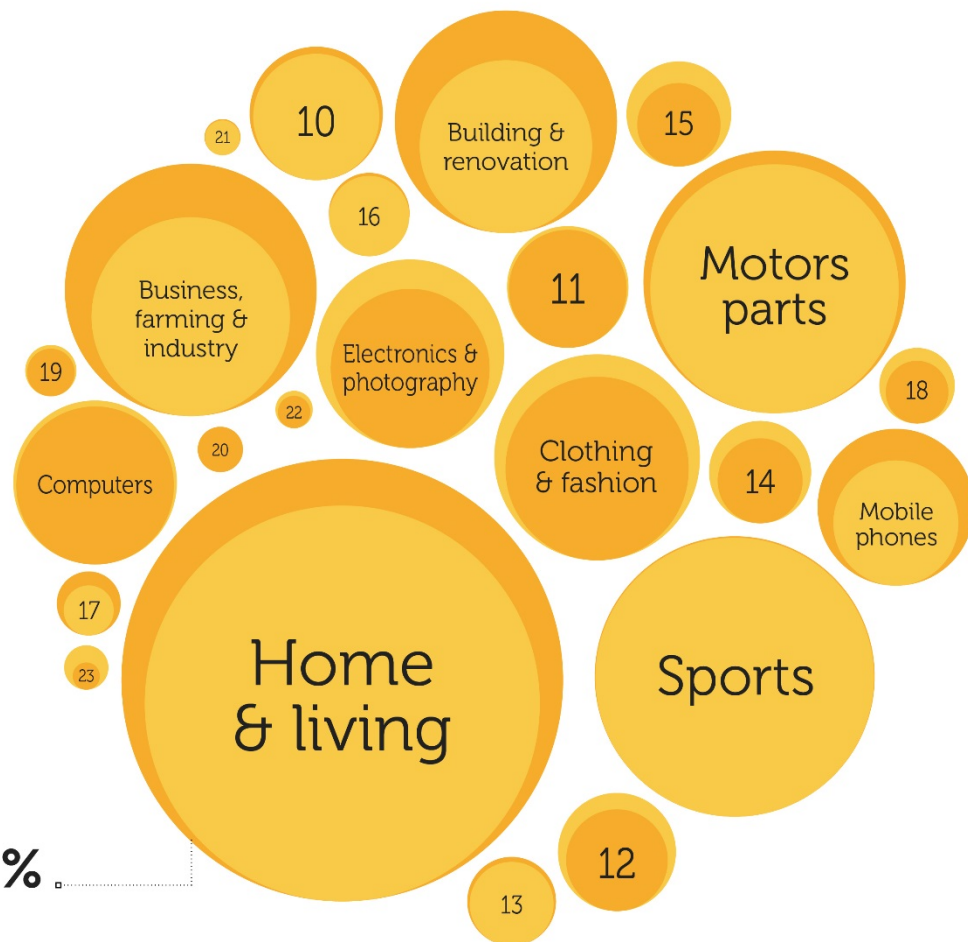 21
10
Building &
renovation
15
16
Motors
parts
Business,
farming &
industry
11
Electronics &
photography
19
18
22
20
Clothing
& fashion
Computers
14
Mobile
phones
17
23
Home
& living
Sports
%
12
13